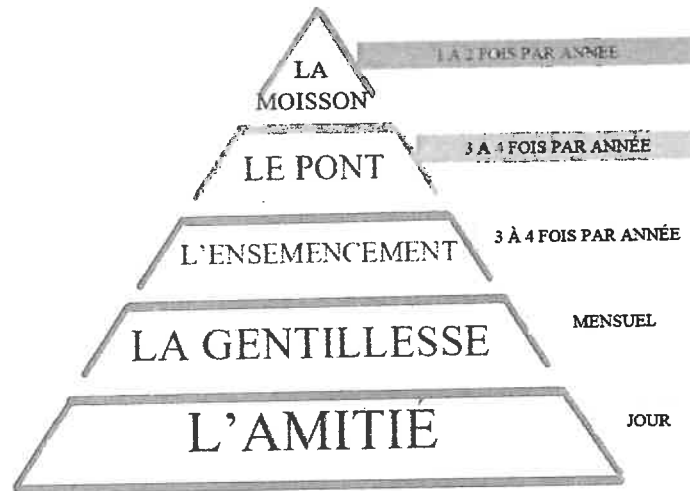 LA
MOISSON
1 À 2 FOIS PAR ANNÉE
LE PONT
3 A 4 FOIS PAR ANNÉE
L'ENSEMENCEMENT
3 À 4 FOIS PAR ANNÉE
LA GENTILLESSE
MENSUEL
L'AMITIÉ
JOUR